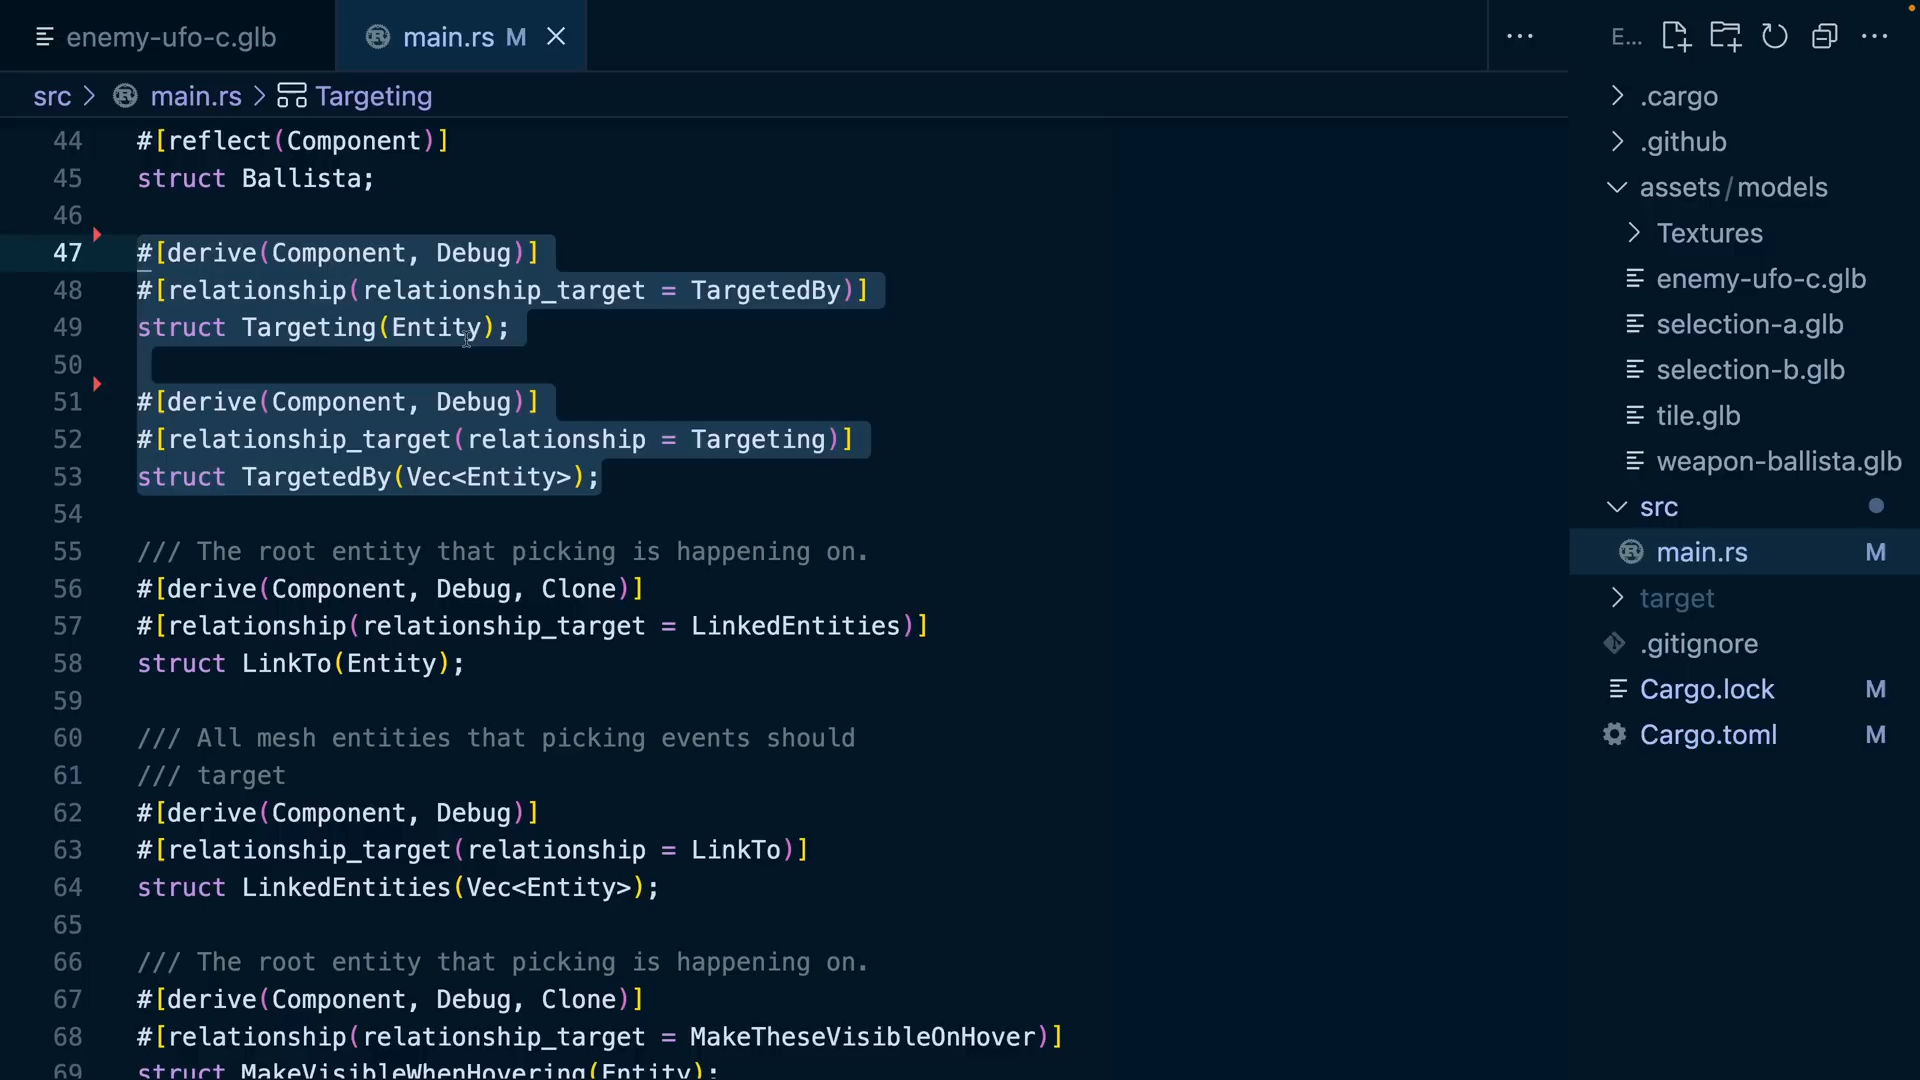 enemy-ufo-c.glb
main.rs M
E...
src > main.rs > Targeting
44 #[reflect(Component)]
45 struct Ballista;
46
47 #[derive(Component, Debug)]
48 #[relationship(relationship_target = TargetedBy)]
49 struct Targeting(Entity);
50
51 #[derive(Component, Debug)]
52 #[relationship_target(relationship = Targeting)]
53 struct TargetedBy(Vec<Entity>);
54
55 /// The root entity that picking is happening on.
56 #[derive(Component, Debug, Clone)]
57 #[relationship(relationship_target = LinkedEntities)]
58 struct LinkTo(Entity);
59
60 /// All mesh entities that picking events should
61 /// target
62 #[derive(Component, Debug)]
63 #[relationship_target(relationship = LinkTo)]
64 struct LinkedEntities(Vec<Entity>);
65
66 /// The root entity that picking is happening on.
67 #[derive(Component, Debug, Clone)]
68 #[relationship(relationship_target = MakeTheseVisibleOnHover)]
69 struct MakeVisibleWhenHovering(Entity);
.cargo
.github
assets/models
Textures
enemy-ufo-c.glb
selection-a.glb
selection-b.glb
tile.glb
weapon-ballista.glb
src
main.rs M
target
.gitignore
Cargo.lock M
Cargo.toml M